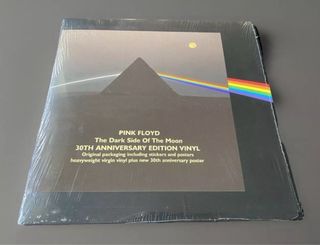 PINK FLOYD
The Dark Side Of The Moon
30TH ANNIVERSARY EDITION VINYL
Original packaging including stickers and posters
heavyweight virgin vinyl plus new 30th anniversary poster